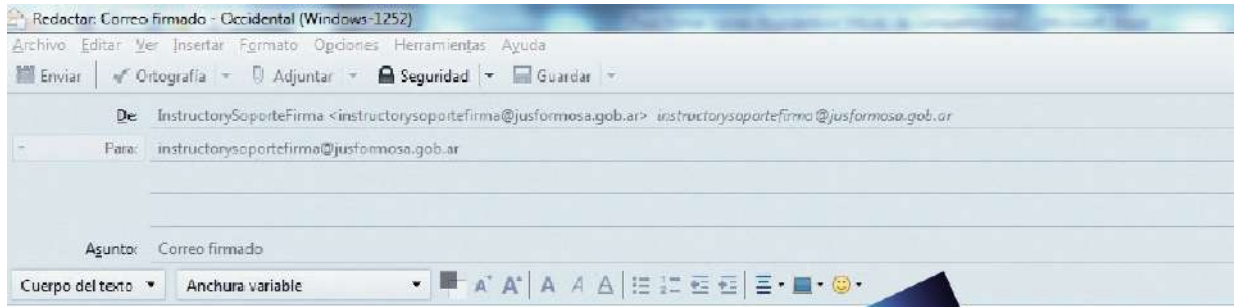 Redactar: Correo firmado - Occidental (Windows-1252)
Archivo Editar Ver Insertar Formato Opciones Herramientas Ayuda
Enviar Ortografía Adjuntar Seguridad Guardar
De: InstructorySoporteFirma <instructorysoportefirma@jusformosa.gob.ar> instructorysoportefirma@jusformosa.gob.ar
Para: instructorysoportefirma@jusformosa.gob.ar
Asunto: Correo firmado
Cuerpo del texto Anchura variable